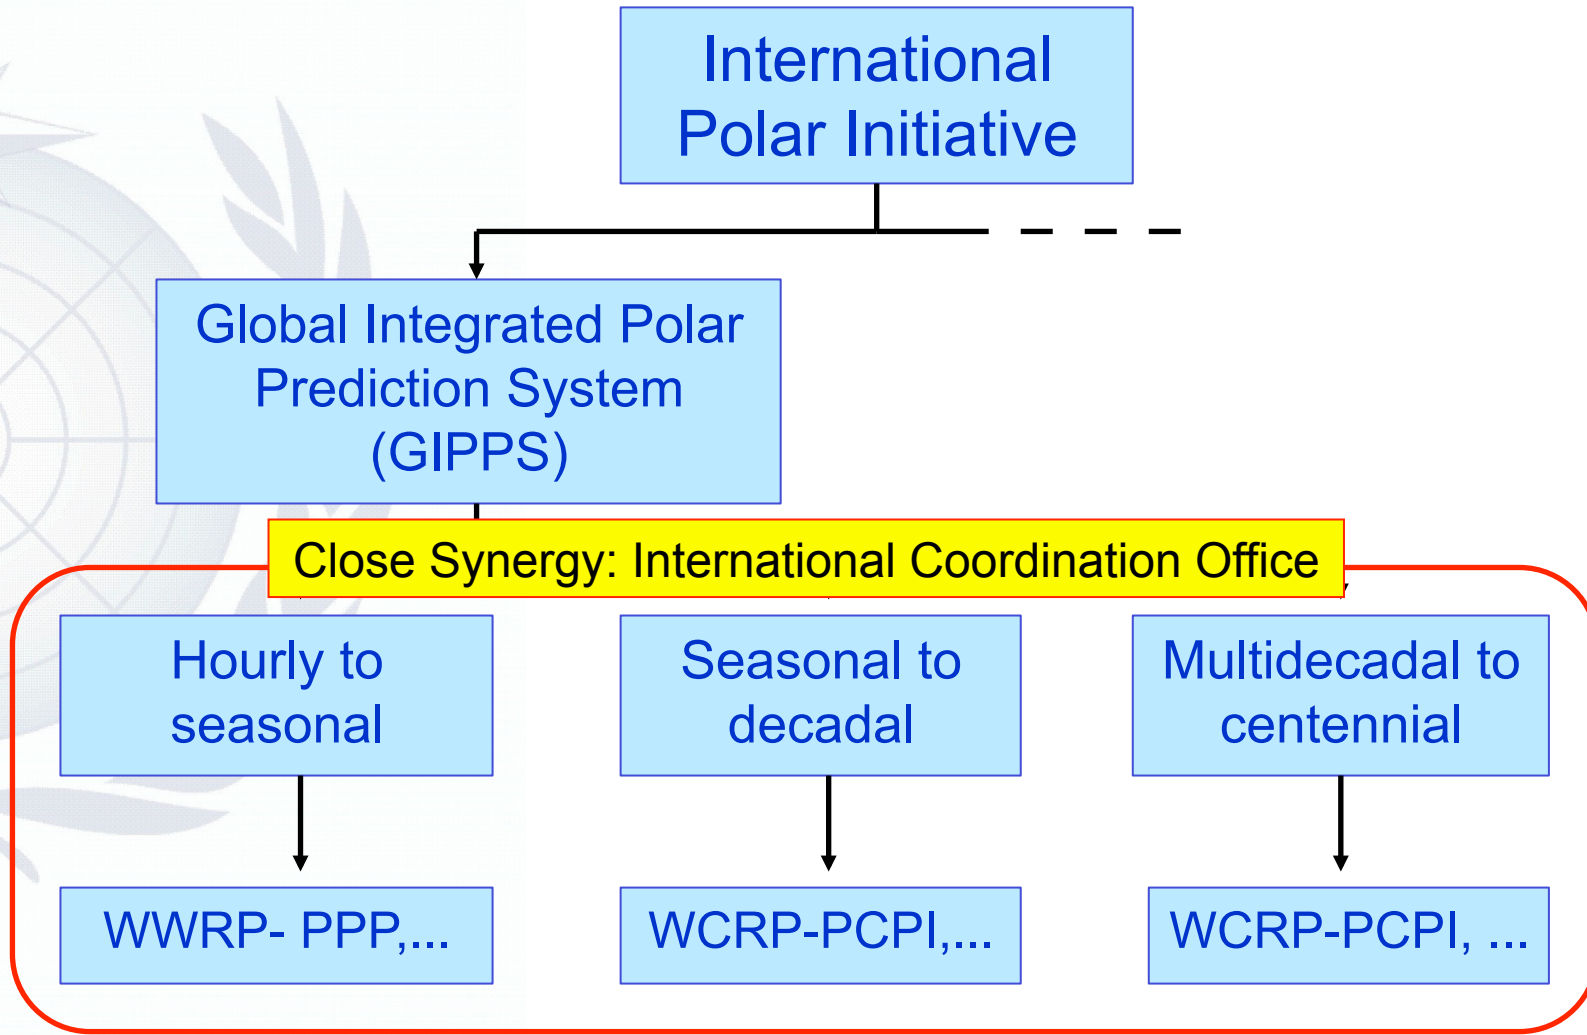 International
Polar Initiative
Global Integrated Polar
Prediction System
(GIPPS)
Close Synergy: International Coordination Office
Hourly to
seasonal
Seasonal to
decadal
Multidecadal to
centennial
WWRP- PPP,...
WCRP-PCPI,...
WCRP-PCPI, ...